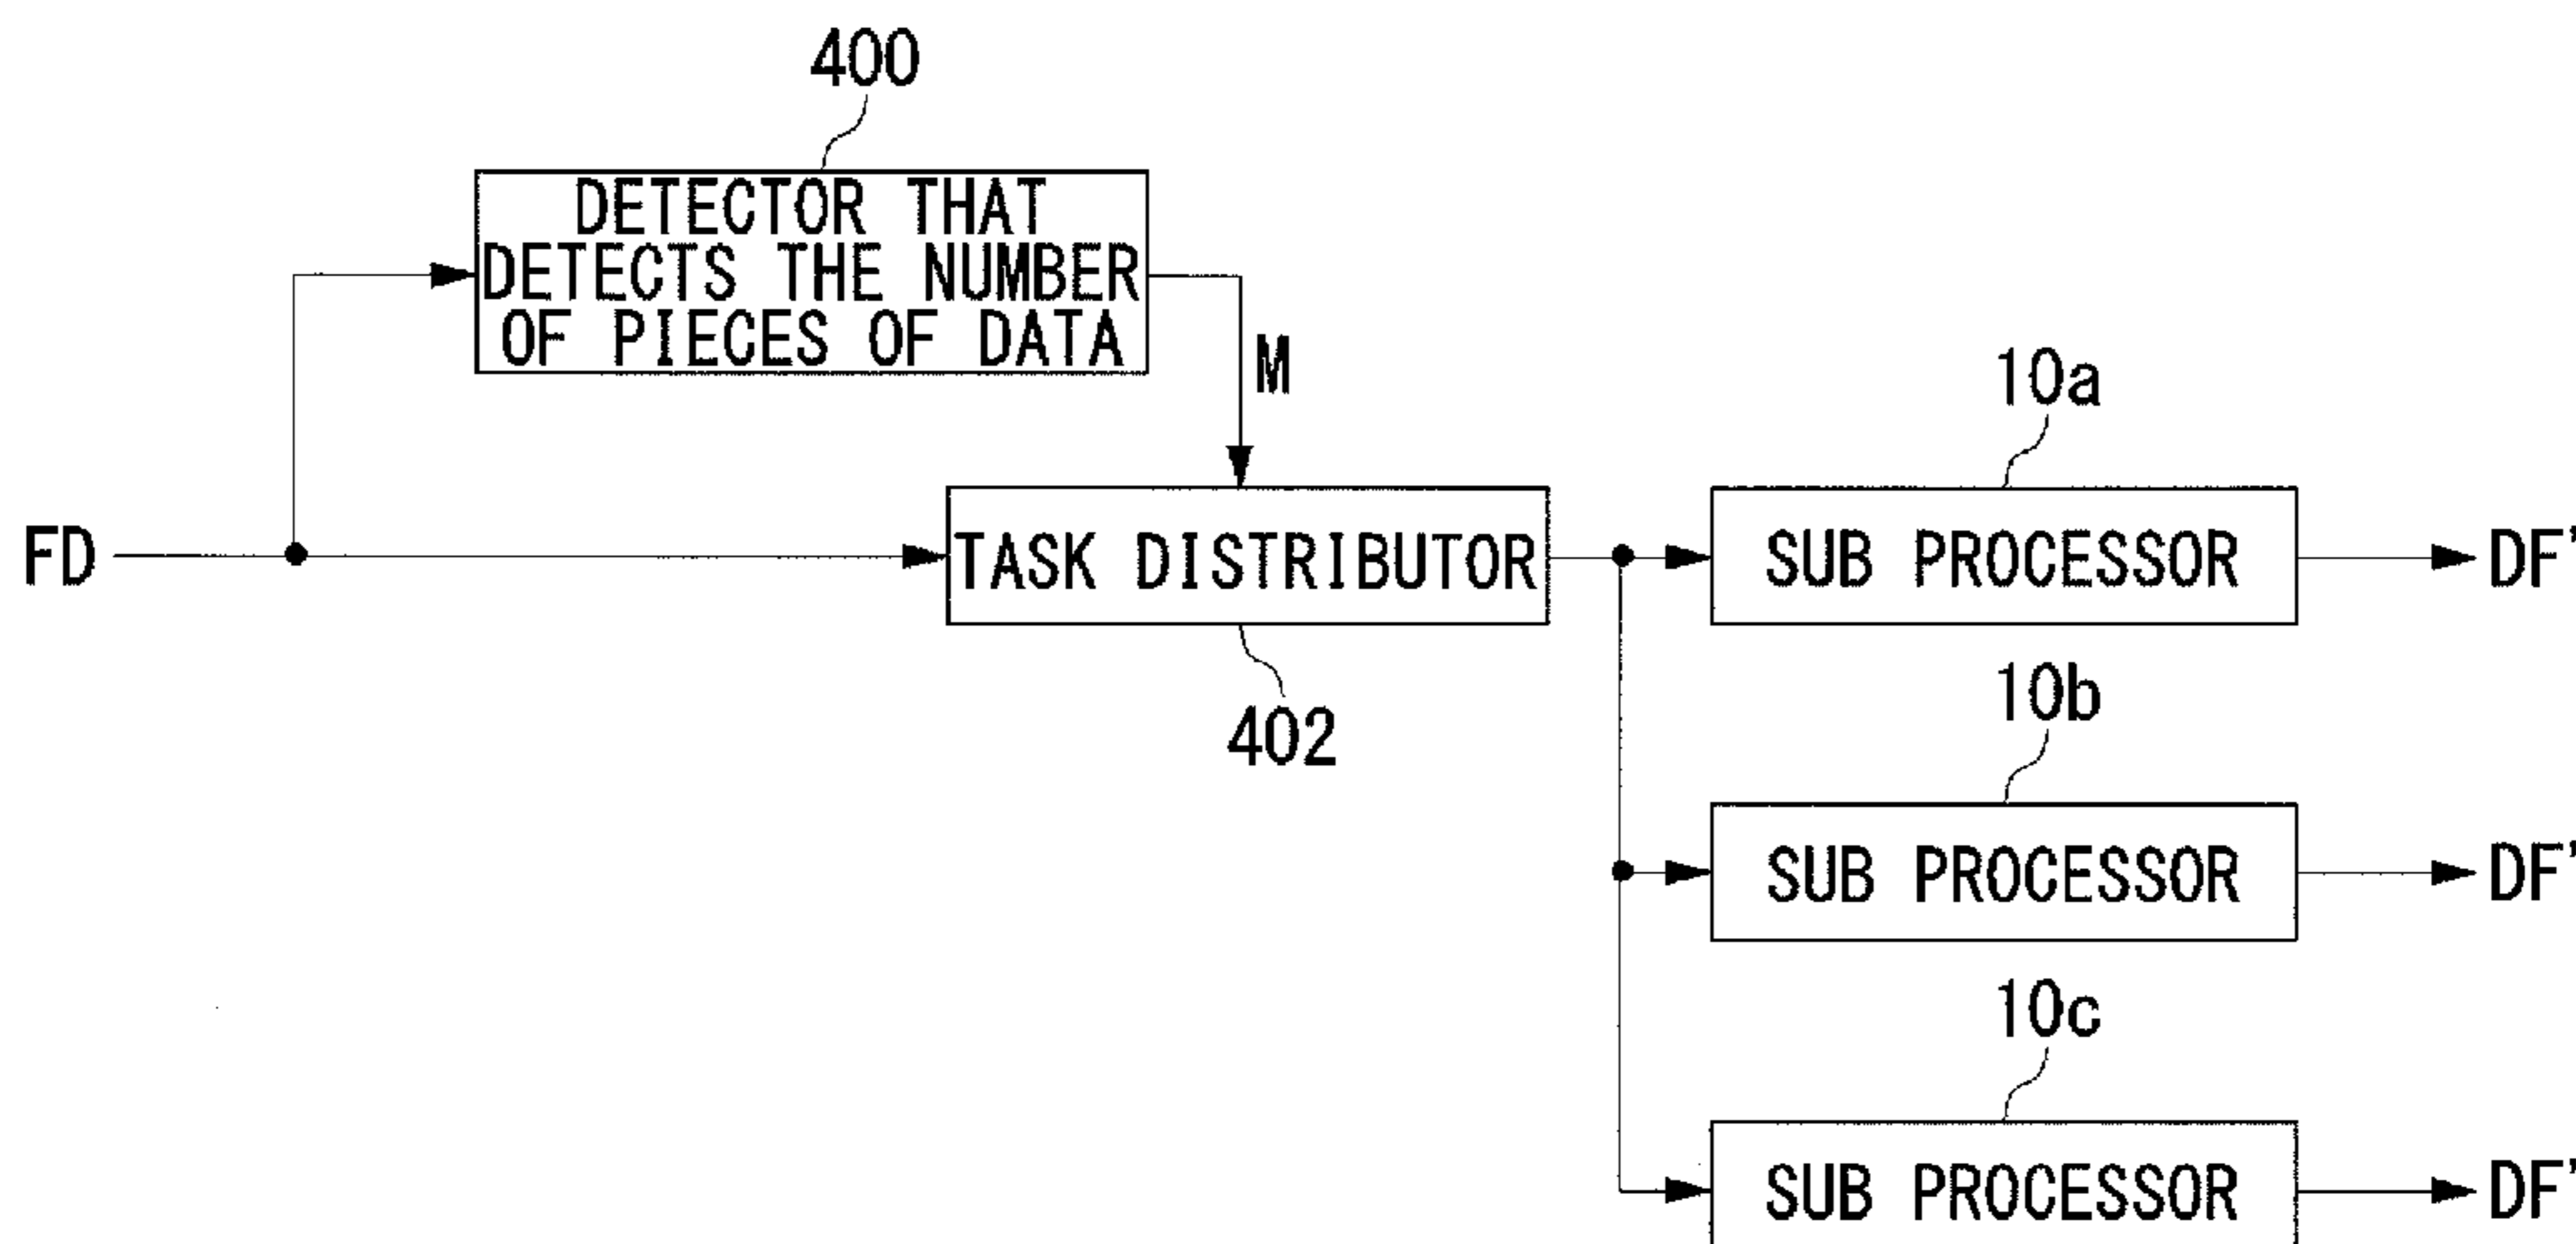 400
DETECTOR THAT
DETECTS THE NUMBER
OF PIECES OF DATA
M
10a
FD
TASK DISTRIBUTOR
SUB PROCESSOR
DF'
402
10b
SUB PROCESSOR
DF'
10c
SUB PROCESSOR
DF'